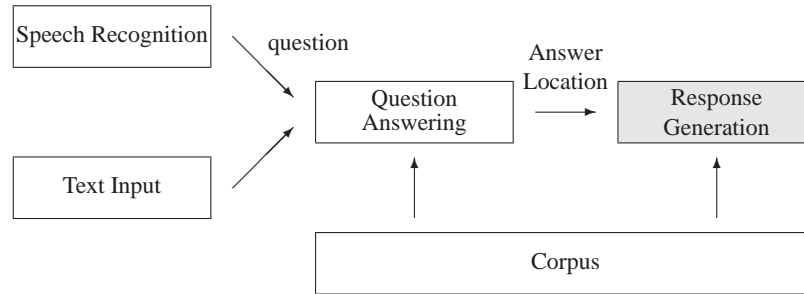 Speech Recognition
question
Answer
Location
Question
Answering
Response
Generation
Text Input
Corpus